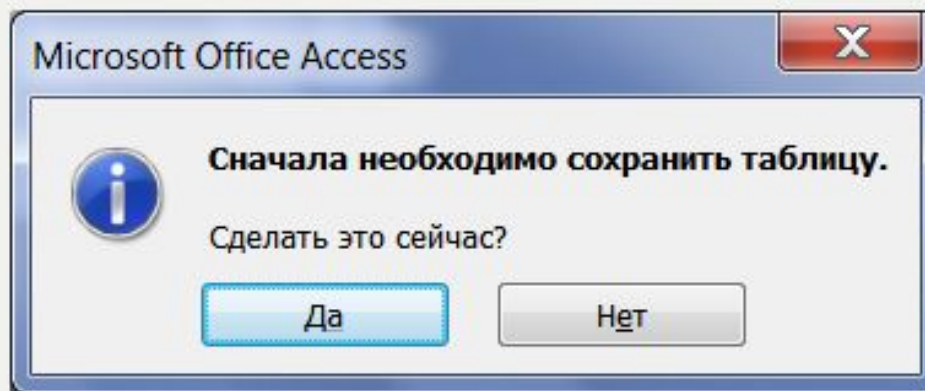 Microsoft Office Access
Сначала необходимо сохранить таблицу.
Сделать это сейчас?
Да
Нет